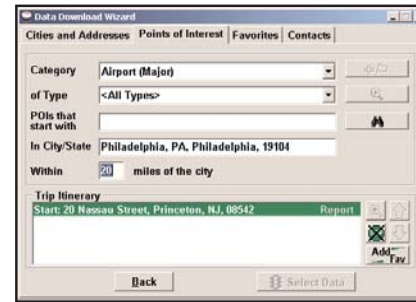 Data Download Wizard
Cities and Addresses Points of Interest Favorites Contacts
Category Airport (Major)
of Type <All Types>
POIs that
start with
In City/State Philadelphia, PA, Philadelphia, 19104
Within 20 miles of the city
Trip Itinerary
Start: 20 Nassau Street, Princeton, NJ, 08542 Report
Add
Fav
Back Select Data